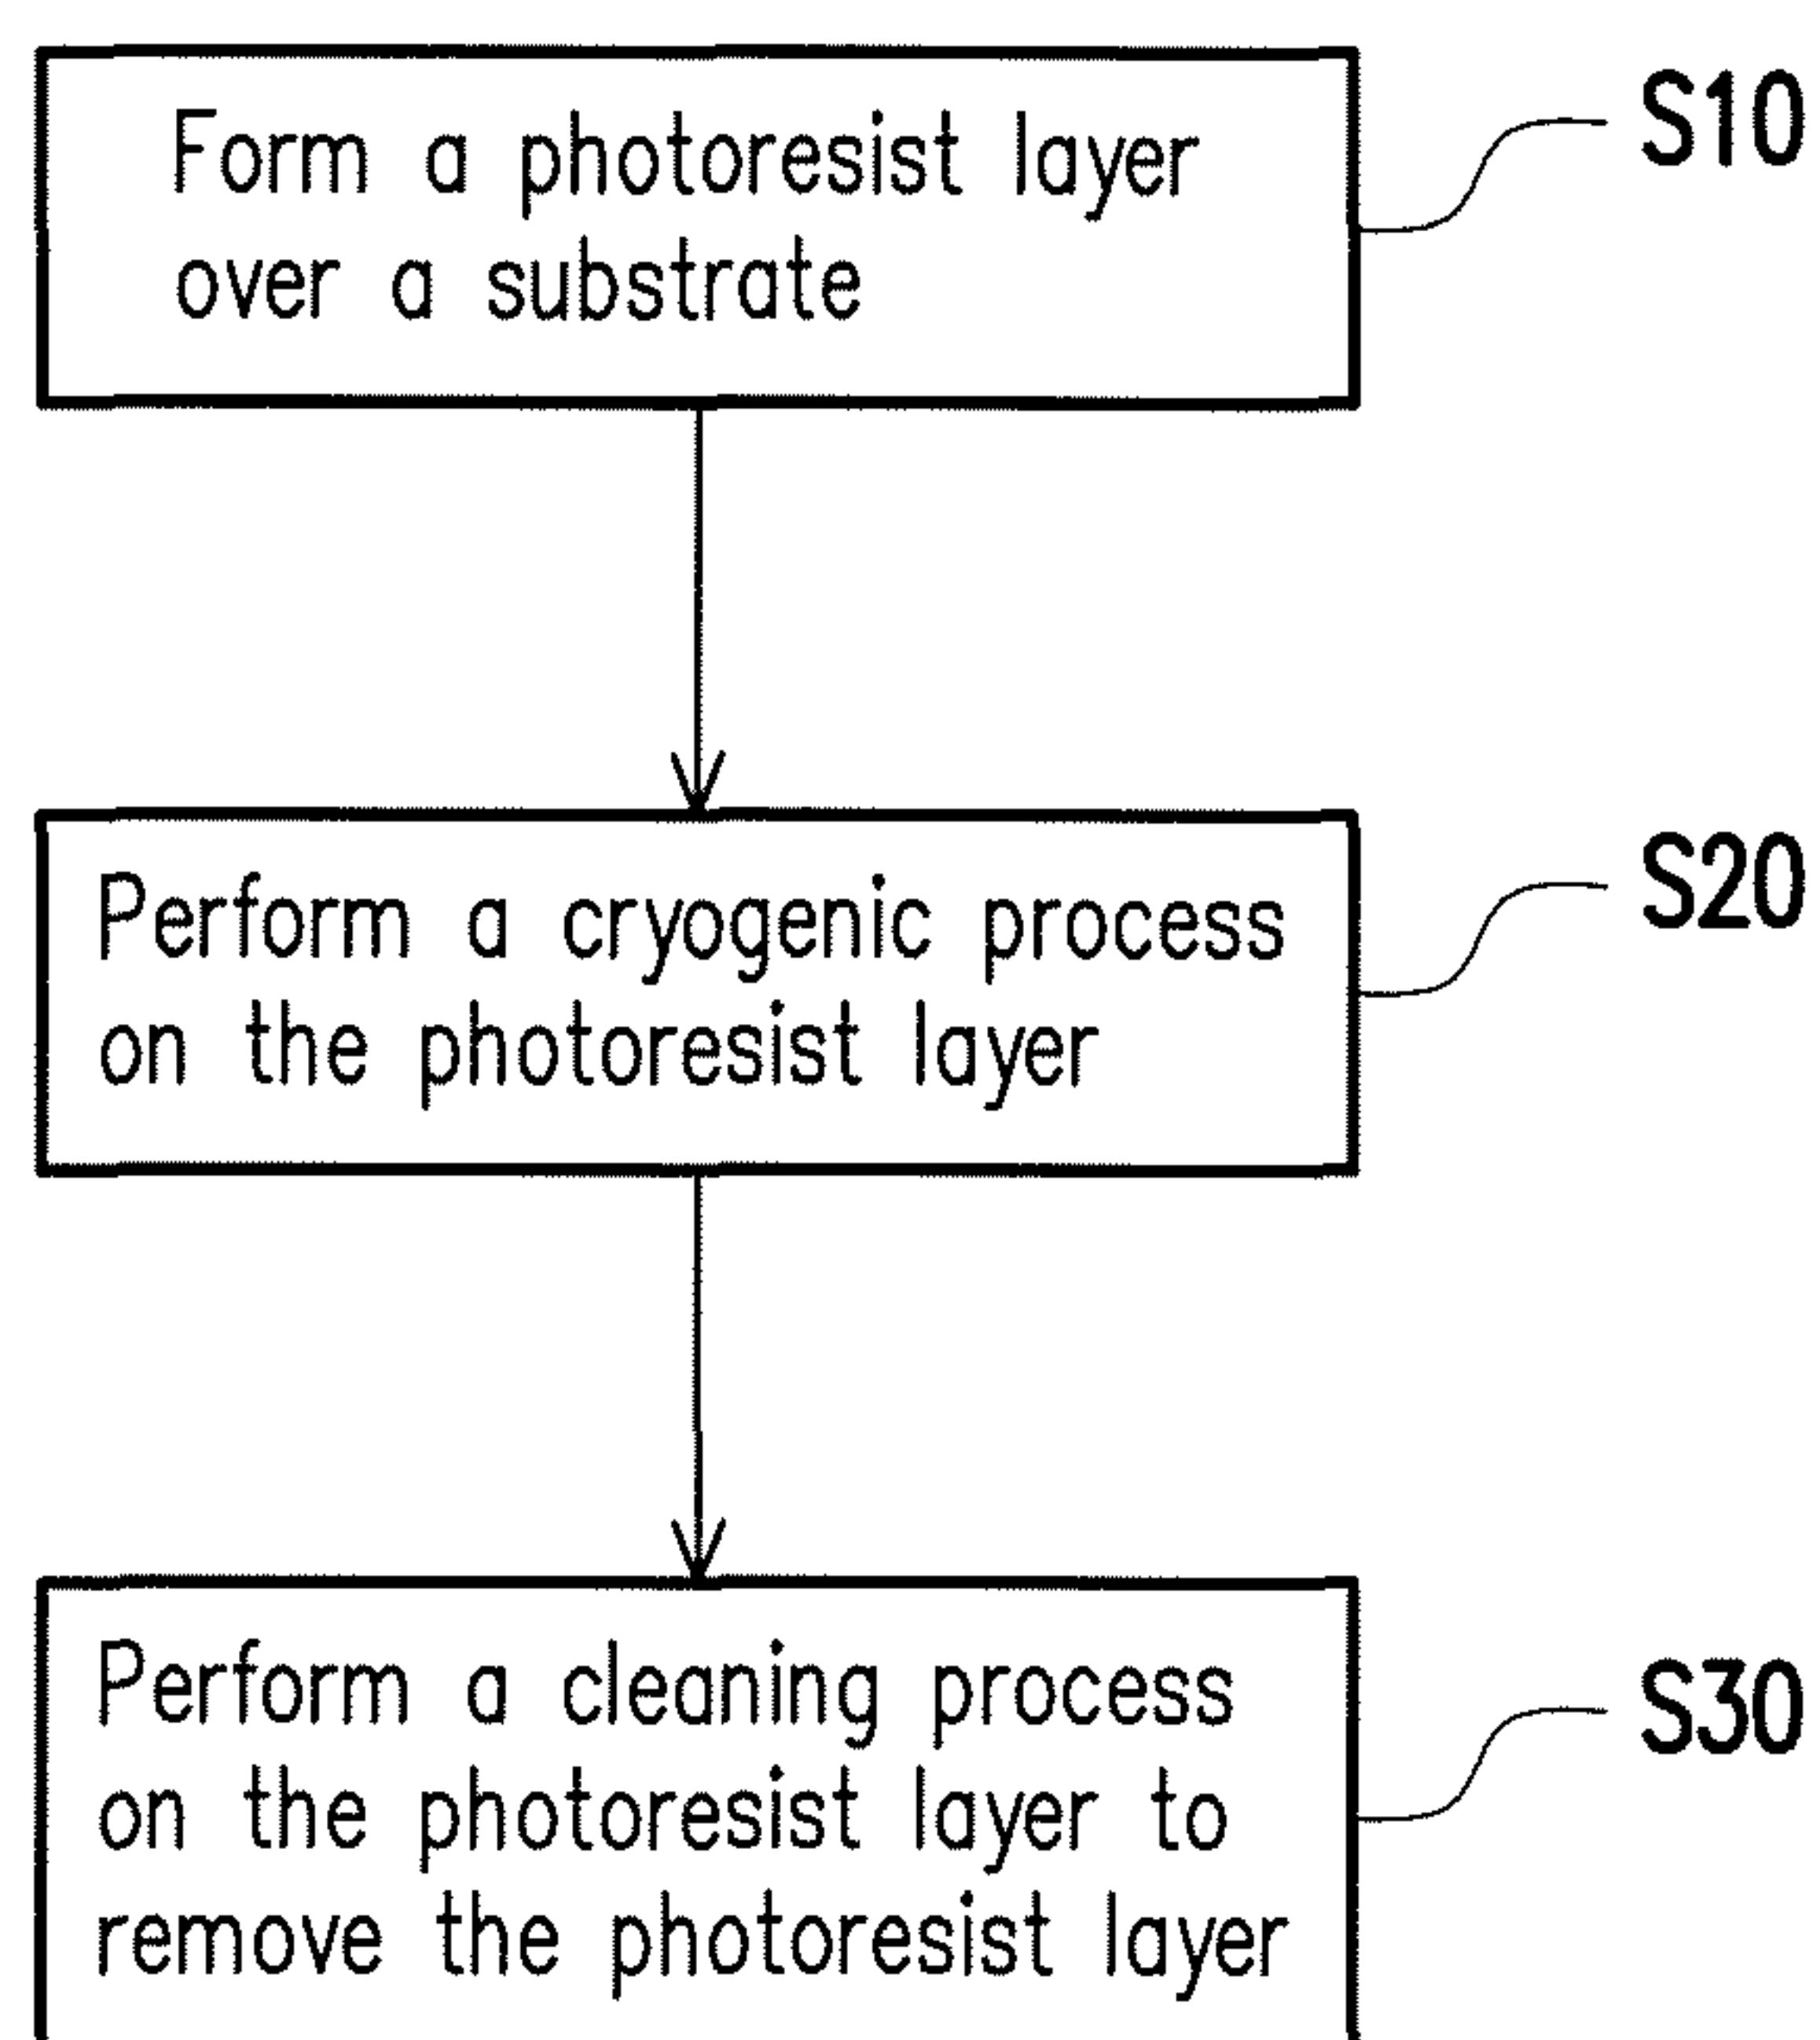 Form a photoresist layer
over a substrate
S10
Perform a cryogenic process
on the photoresist layer
S20
Perform a cleaning process
on the photoresist layer to
remove the photoresist layer
S30